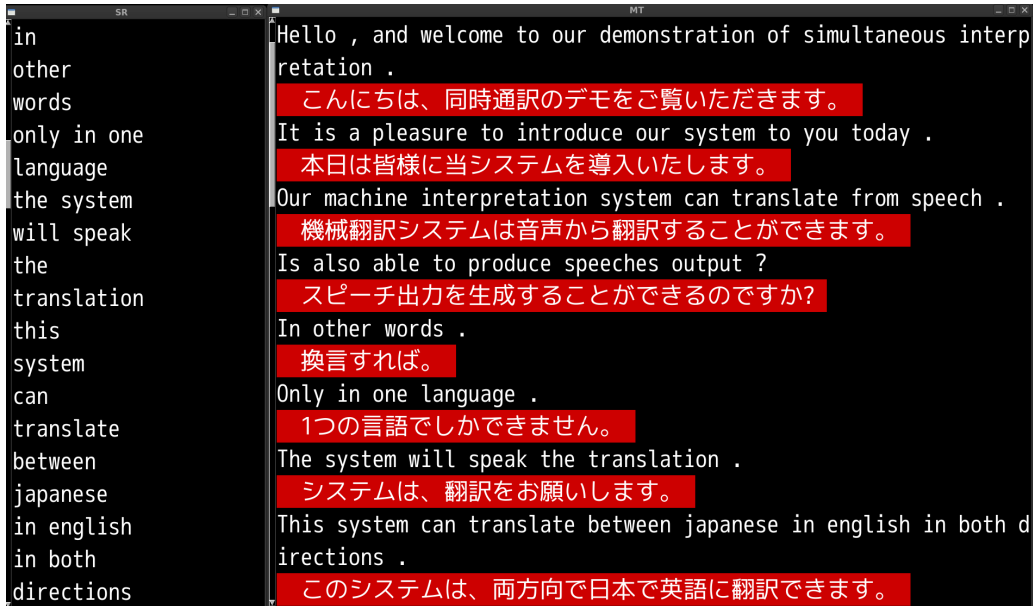 SR
in
other
words
only in one
language
the system
will speak
the
translation
this
system
can
translate
between
japanese
in english
in both
directions
MT
Hello , and welcome to our demonstration of simultaneous interp
retation .
こんにちは、同時通訳のデモをご覧いただきます。
It is a pleasure to introduce our system to you today .
本日は皆様に当システムを導入いたします。
Our machine interpretation system can translate from speech .
機械翻訳システムは音声から翻訳することができます。
Is also able to produce speeches output ?
スピーチ出力を生成することができるのですか?
In other words .
換言すれば。
Only in one language .
1つの言語でしかできません。
The system will speak the translation .
システムは、翻訳をお願いします。
This system can translate between japanese in english in both d
irections .
このシステムは、両方向で日本で英語に翻訳できます。